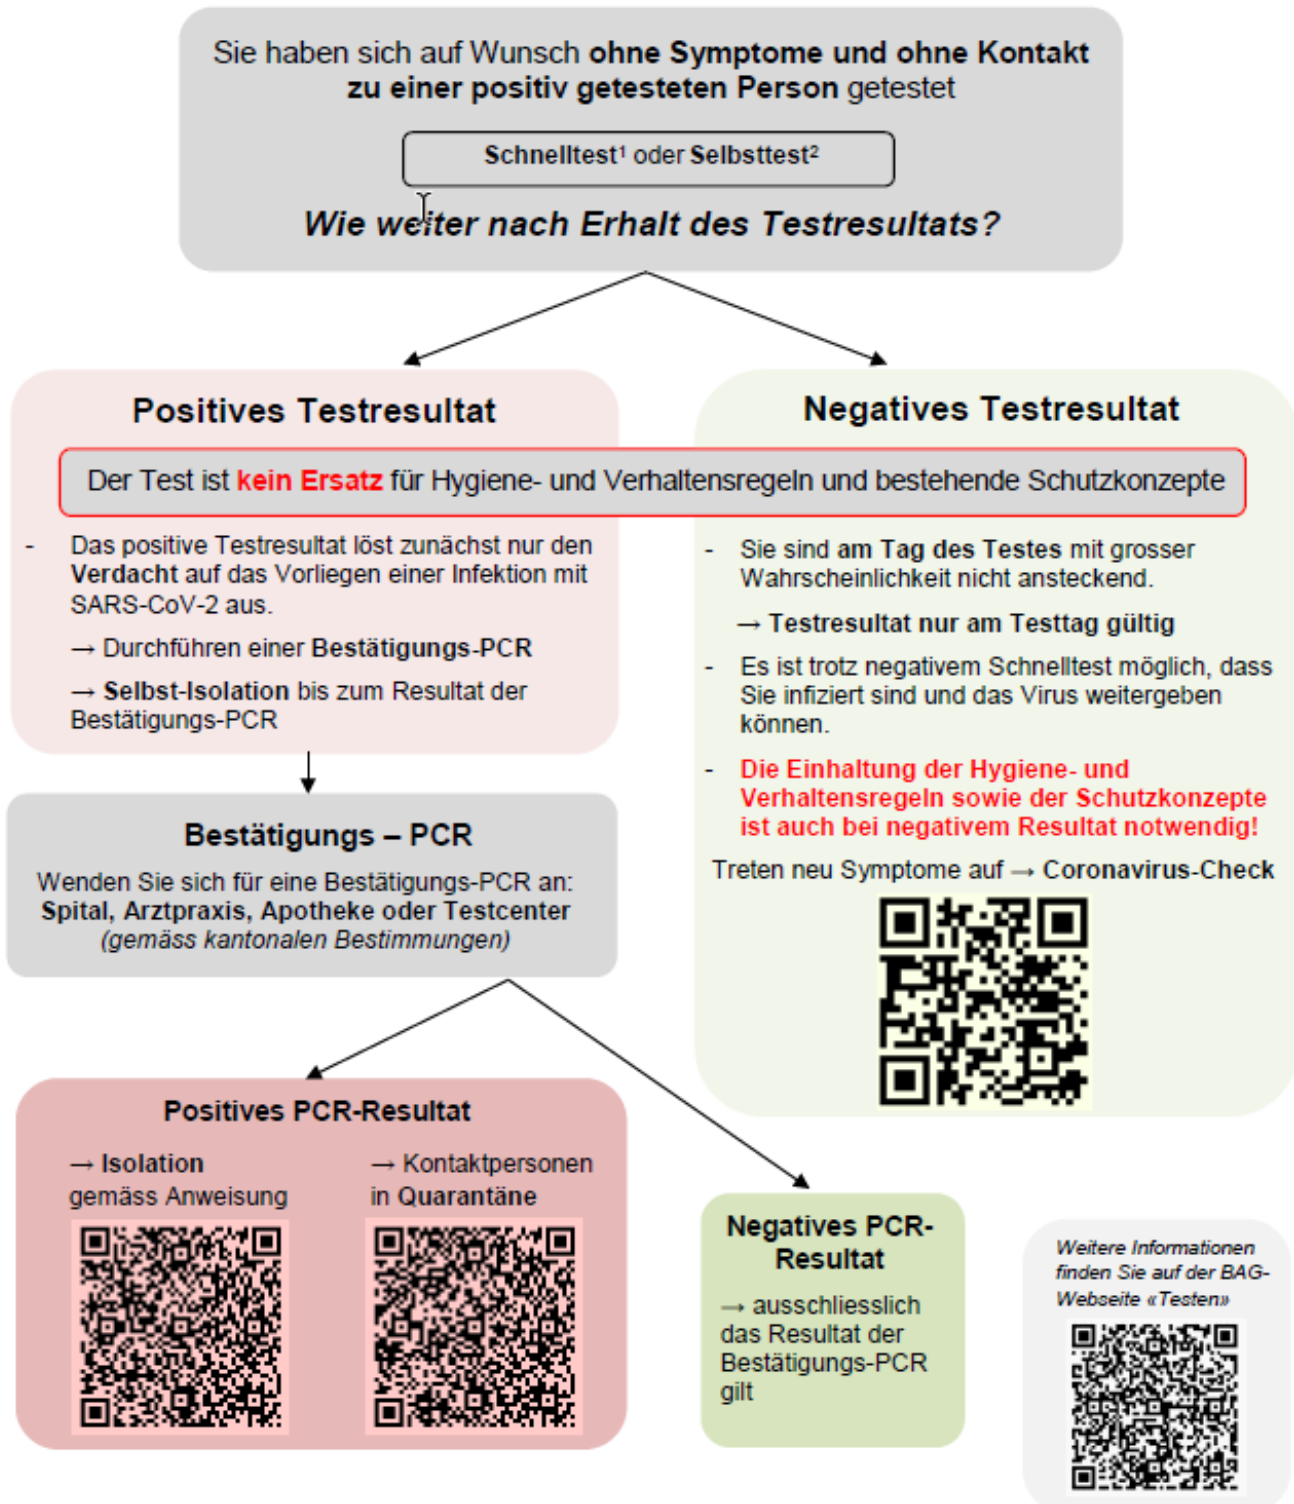 Sie haben sich auf Wunsch ohne Symptome und ohne Kontakt
zu einer positiv getesteten Person getestet
Schnelltest¹ oder Selbsttest²
Wie weiter nach Erhalt des Testresultats?
Positives Testresultat
Negatives Testresultat
Der Test ist kein Ersatz für Hygiene- und Verhaltensregeln und bestehende Schutzkonzepte
- Das positive Testresultat löst zunächst nur den
Verdacht auf das Vorliegen einer Infektion mit
SARS-CoV-2 aus.
→ Durchführen einer Bestätigungs-PCR
→ Selbst-Isolation bis zum Resultat der
Bestätigungs-PCR
- Sie sind am Tag des Testes mit grosser
Wahrscheinlichkeit nicht ansteckend.
→ Testresultat nur am Testtag gültig
- Es ist trotz negativem Schnelltest möglich, dass
Sie infiziert sind und das Virus weitergeben
können.
- Die Einhaltung der Hygiene- und
Verhaltensregeln sowie der Schutzkonzepte
ist auch bei negativem Resultat notwendig!
Treten neu Symptome auf → Coronavirus-Check
Bestätigungs – PCR
Wenden Sie sich für eine Bestätigungs-PCR an:
Spital, Arztpraxis, Apotheke oder Testcenter
(gemäss kantonalen Bestimmungen)
Positives PCR-Resultat
→ Isolation
gemäss Anweisung
→ Kontaktpersonen
in Quarantäne
Negatives PCR-
Resultat
→ ausschliesslich
das Resultat der
Bestätigungs-PCR
gilt
Weitere Informationen
finden Sie auf der BAG-
Webseite «Testen»